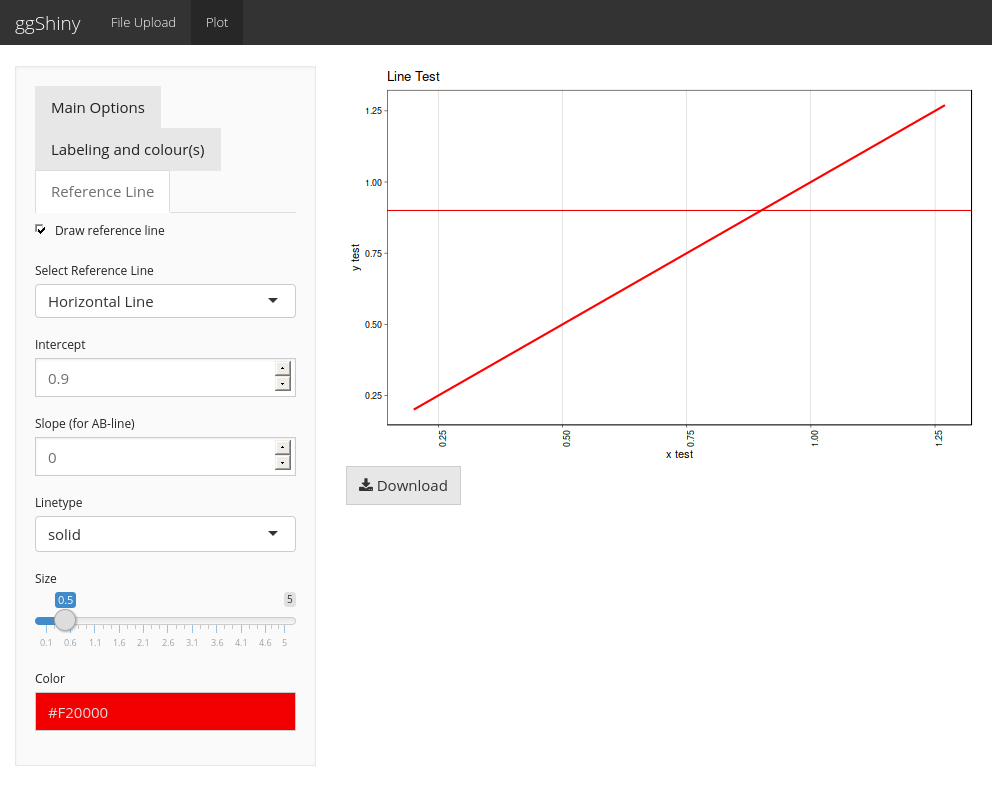 ggShiny File Upload Plot
Main Options
Labeling and colour(s)
Reference Line
Draw reference line
Select Reference Line
Horizontal Line
Intercept
0.9
Slope (for AB-line)
0
Linetype
solid
Size
0.5 5
0.1 0.6 1.1 1.6 2.1 2.6 3.1 3.6 4.1 4.6 5
Color
#F20000
Line Test
1.25
1.00
0.75
0.50
0.25
y test
0.25 0.50 0.75 1.00 1.25
x test
Download